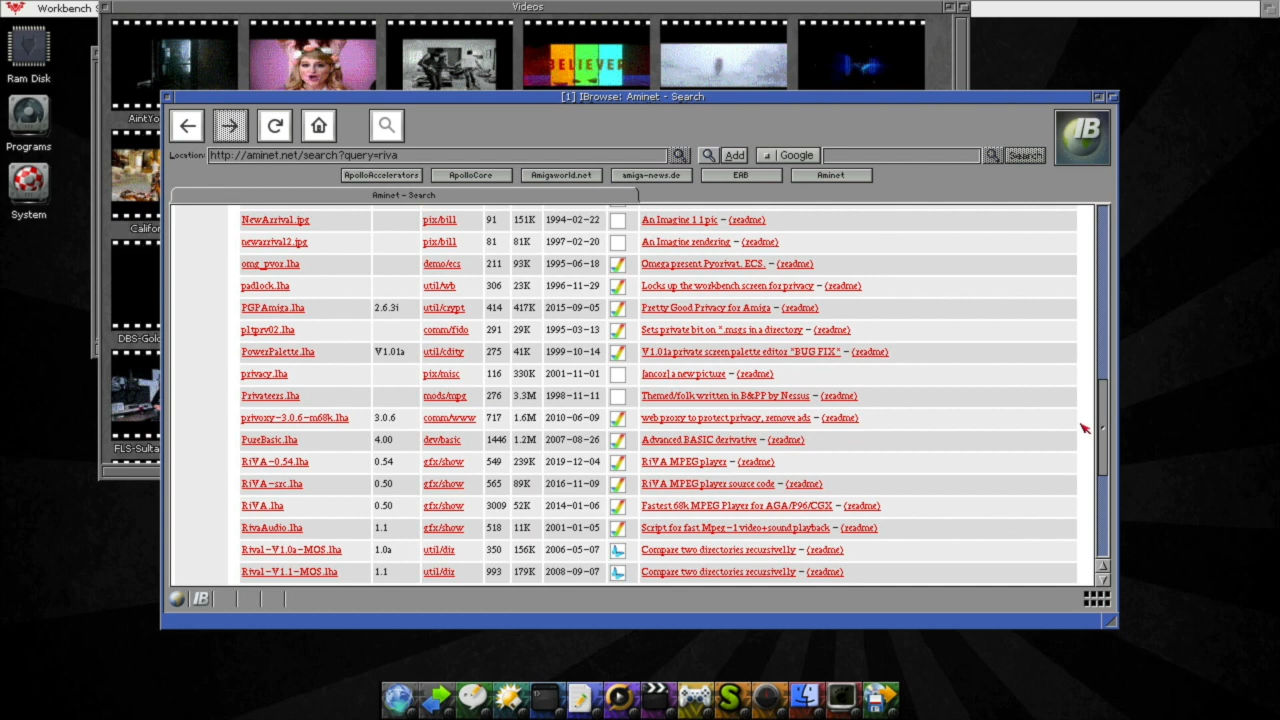 Workbench S
Videos
Ram Disk
Programs
System
BELIEVER
AintYo
Califor
DBS-Gol
FLS-Sulta
[1] IBrowse: Aminet - Search
IB
Location: http://aminet.net/search?query=riva
Add
Google
Search
ApolloAccelerators ApolloCore Amigaworld.net amiga-news.de EAB Aminet
Aminet - Search
NewArrival.jpg pix/bill 91 151K 1994-02-22 An Imagine 1 1 pic - (readme)
newarrival2.jpg pix/bill 81 81K 1997-02-20 An Imagine rendering - (readme)
omg_pvor.lha demo/ecs 211 93K 1995-06-18 Omega present Pyorivat. ECS. - (readme)
padlock.lha util/wb 306 23K 1996-11-29 Locks up the workbench screen for privacy - (readme)
PGPAmiga.lha 2.6.3i util/crypt 414 417K 2015-09-05 Pretty Good Privacy for Amiga - (readme)
pltprv02.lha comm/fido 291 29K 1995-03-13 Sets private bit on *.msgs in a directory - (readme)
PowerPalette.lha V1.01a util/cdity 275 41K 1999-10-14 V1.01a private screen palette editor "BUG FIX" - (readme)
privacy.lha pix/misc 116 330K 2001-11-01 [ancor] a new picture - (readme)
Privateers.lha mods/mpg 276 3.3M 1998-11-11 Themed/folk written in B&PP by Nessus - (readme)
privoxy-3.0.6-m68k.lha 3.0.6 comm/www 717 1.6M 2010-06-09 web proxy to protect privacy, remove ads - (readme)
PureBasic.lha 4.00 dev/basic 1446 1.2M 2007-08-26 Advanced BASIC derivative - (readme)
RiVA-0.54.lha 0.54 gfx/show 549 239K 2019-12-04 RiVA MPEG player - (readme)
RiVA-src.lha 0.50 gfx/show 565 89K 2016-11-09 RiVA MPEG player source code - (readme)
RiVA.lha 0.50 gfx/show 3009 52K 2014-01-06 Fastest 68k MPEG Player for AGA/P96/CGX - (readme)
RivaAudio.lha 1.1 gfx/show 518 11K 2001-01-05 Script for fast Mpeg-1 video+sound playback - (readme)
Rival-V1.0a-MOS.lha 1.0a util/dir 350 156K 2006-05-07 Compare two directories recursivelly - (readme)
Rival-V1.1-MOS.lha 1.1 util/dir 993 179K 2008-09-07 Compare two directories recursivelly - (readme)
IB